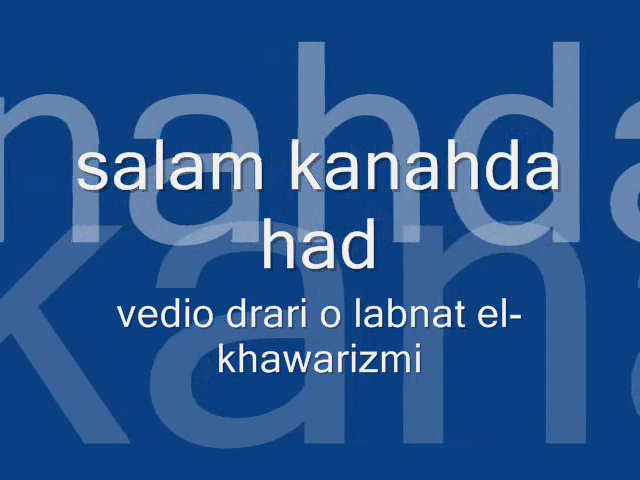 salam kanahda
had
vedio drari o labnat el-
khawarizmi